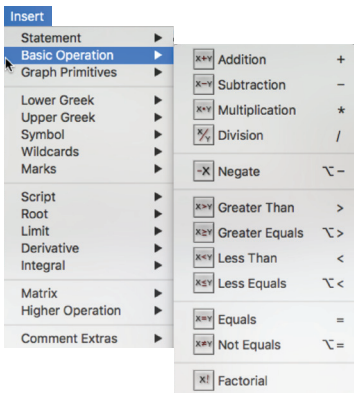 Insert
Statement ▶
Basic Operation ▶
Graph Primitives ▶
Lower Greek ▶
Upper Greek ▶
Symbol ▶
Wildcards ▶
Marks ▶
Script ▶
Root ▶
Limit ▶
Derivative ▶
Integral ▶
Matrix ▶
Higher Operation ▶
Comment Extras ▶
X+Y Addition +
X−Y Subtraction −
X•Y Multiplication *
X/Y Division /
-X Negate ⌥ −
X>Y Greater Than >
X≥Y Greater Equals ⌥ >
X<Y Less Than <
X≤Y Less Equals ⌥ <
X=Y Equals =
X≠Y Not Equals ⌥ =
X! Factorial